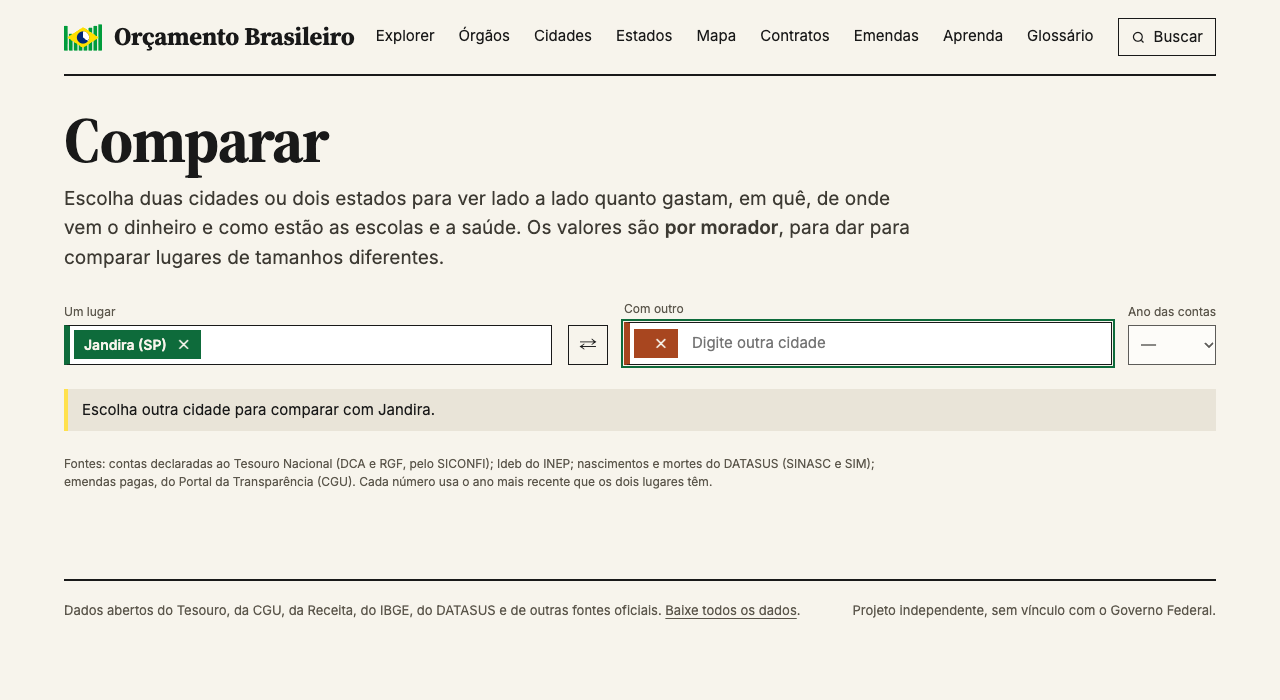 Orçamento Brasileiro
Explorer
Órgãos
Cidades
Estados
Mapa
Contratos
Emendas
Aprenda
Glossário
Buscar
Comparar
Escolha duas cidades ou dois estados para ver lado a lado quanto gastam, em quê, de onde
vem o dinheiro e como estão as escolas e a saúde. Os valores são por morador, para dar para
comparar lugares de tamanhos diferentes.
Um lugar
Com outro
Ano das contas
Jandira (SP) ✕
✕ Digite outra cidade
—
Escolha outra cidade para comparar com Jandira.
Fontes: contas declaradas ao Tesouro Nacional (DCA e RGF, pelo SICONFI); Ideb do INEP; nascimentos e mortes do DATASUS (SINASC e SIM);
emendas pagas, do Portal da Transparência (CGU). Cada número usa o ano mais recente que os dois lugares têm.
Dados abertos do Tesouro, da CGU, da Receita, do IBGE, do DATASUS e de outras fontes oficiais. Baixe todos os dados.
Projeto independente, sem vínculo com o Governo Federal.